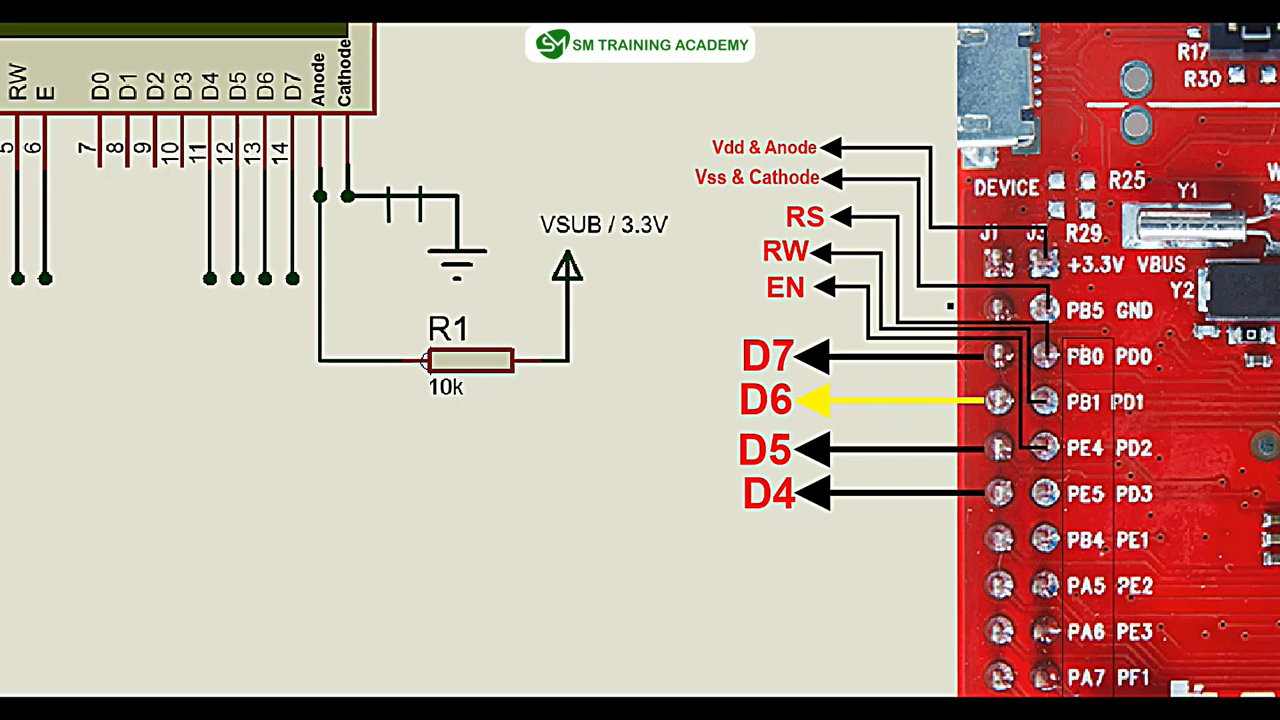 SM TRAINING ACADEMY
RW
E
D0
D1
D2
D3
D4
D5
D6
D7
Anode
Cathode
5
6
7
8
9
10
11
12
13
14
VSUB / 3.3V
R1
10k
Vdd & Anode
Vss & Cathode
RS
RW
EN
D7
D6
D5
D4
R17
R30
DEVICE
R25
Y1
J1
J3
R29
+3.3V VBUS
Y2
PB5 GND
PB0 PD0
PB1 PD1
PE4 PD2
PE5 PD3
PB4 PE1
PA5 PE2
PA6 PE3
PA7 PF1